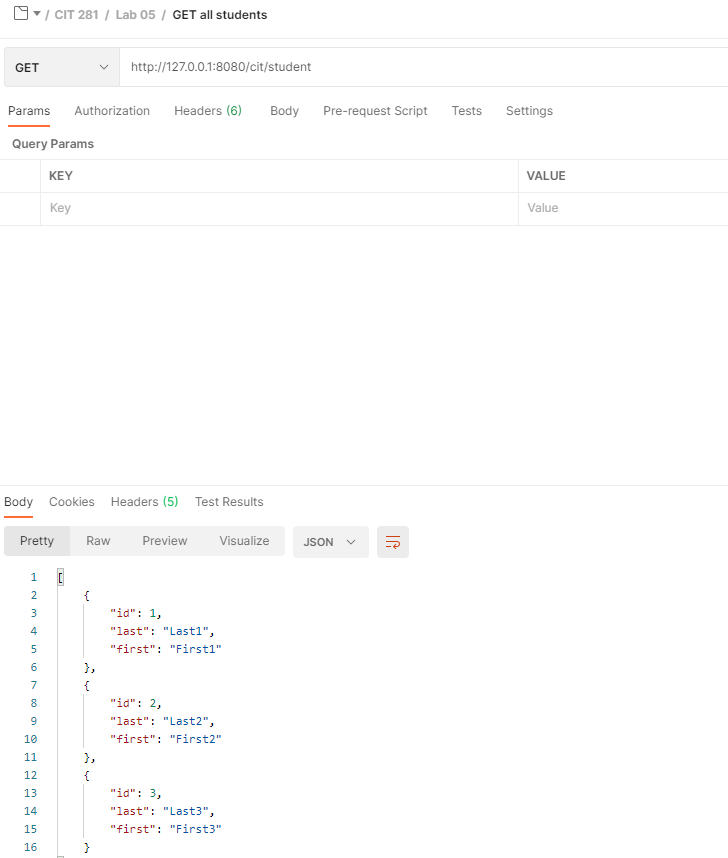 / CIT 281 / Lab 05 / GET all students
GET http://127.0.0.1:8080/cit/student
Params Authorization Headers (6) Body Pre-request Script Tests Settings
Query Params
KEY VALUE
Key Value
Body Cookies Headers (5) Test Results
Pretty Raw Preview Visualize JSON
1 [
2 {
3 "id": 1,
4 "last": "Last1",
5 "first": "First1"
6 },
7 {
8 "id": 2,
9 "last": "Last2",
10 "first": "First2"
11 },
12 {
13 "id": 3,
14 "last": "Last3",
15 "first": "First3"
16 }